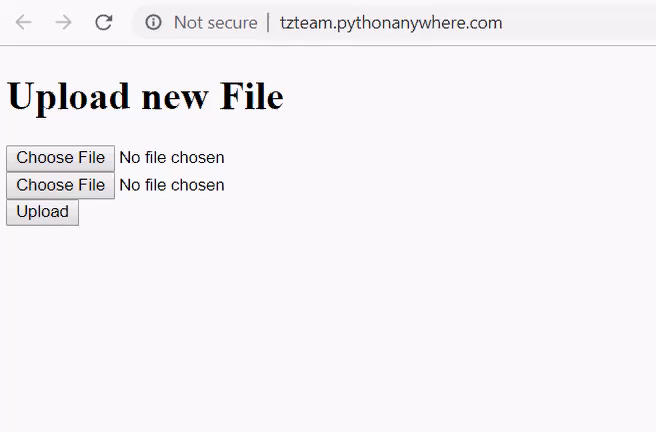 Not secure | tzteam.pythonanywhere.com
Upload new File
Choose File No file chosen
Choose File No file chosen
Upload